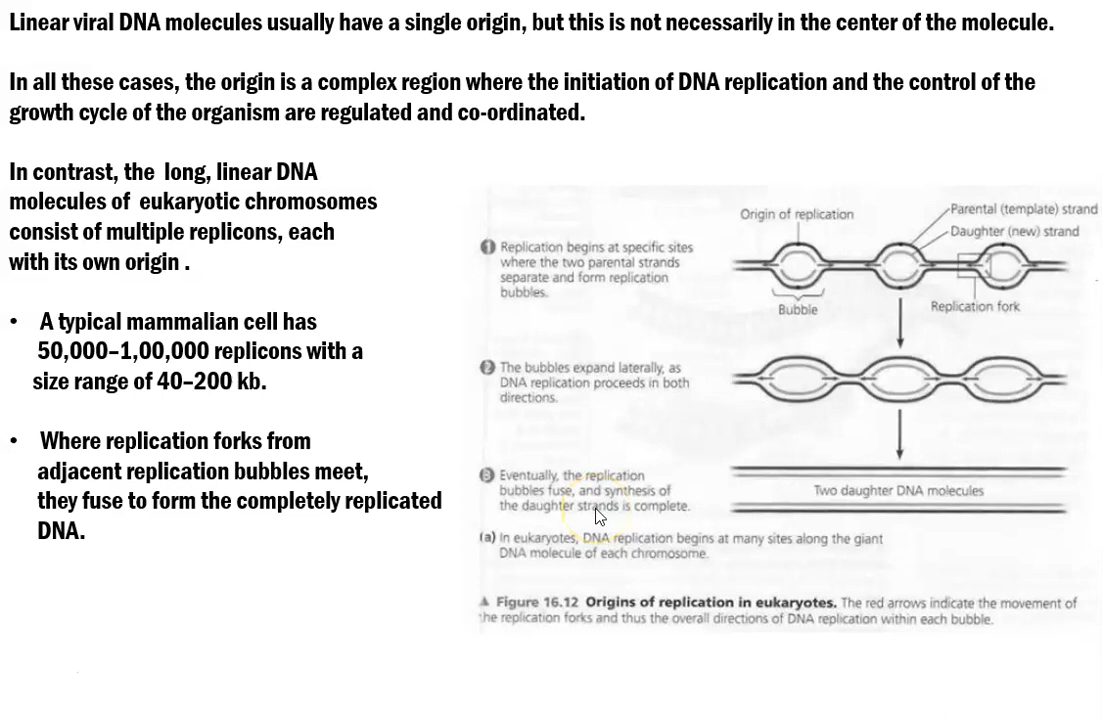 Linear viral DNA molecules usually have a single origin, but this is not necessarily in the center of the molecule.
In all these cases, the origin is a complex region where the initiation of DNA replication and the control of the
growth cycle of the organism are regulated and co-ordinated.
In contrast, the long, linear DNA
molecules of eukaryotic chromosomes
consist of multiple replicons, each
with its own origin .
• A typical mammalian cell has
50,000–1,00,000 replicons with a
size range of 40–200 kb.
• Where replication forks from
adjacent replication bubbles meet,
they fuse to form the completely replicated
DNA.
Origin of replication
Parental (template) strand
Daughter (new) strand
1 Replication begins at specific sites
where the two parental strands
separate and form replication
bubbles.
Bubble
Replication fork
2 The bubbles expand laterally, as
DNA replication proceeds in both
directions.
3 Eventually, the replication
bubbles fuse, and synthesis of
the daughter strands is complete.
Two daughter DNA molecules
(a) In eukaryotes, DNA replication begins at many sites along the giant
DNA molecule of each chromosome.
▲ Figure 16.12 Origins of replication in eukaryotes. The red arrows indicate the movement of
the replication forks and thus the overall directions of DNA replication within each bubble.